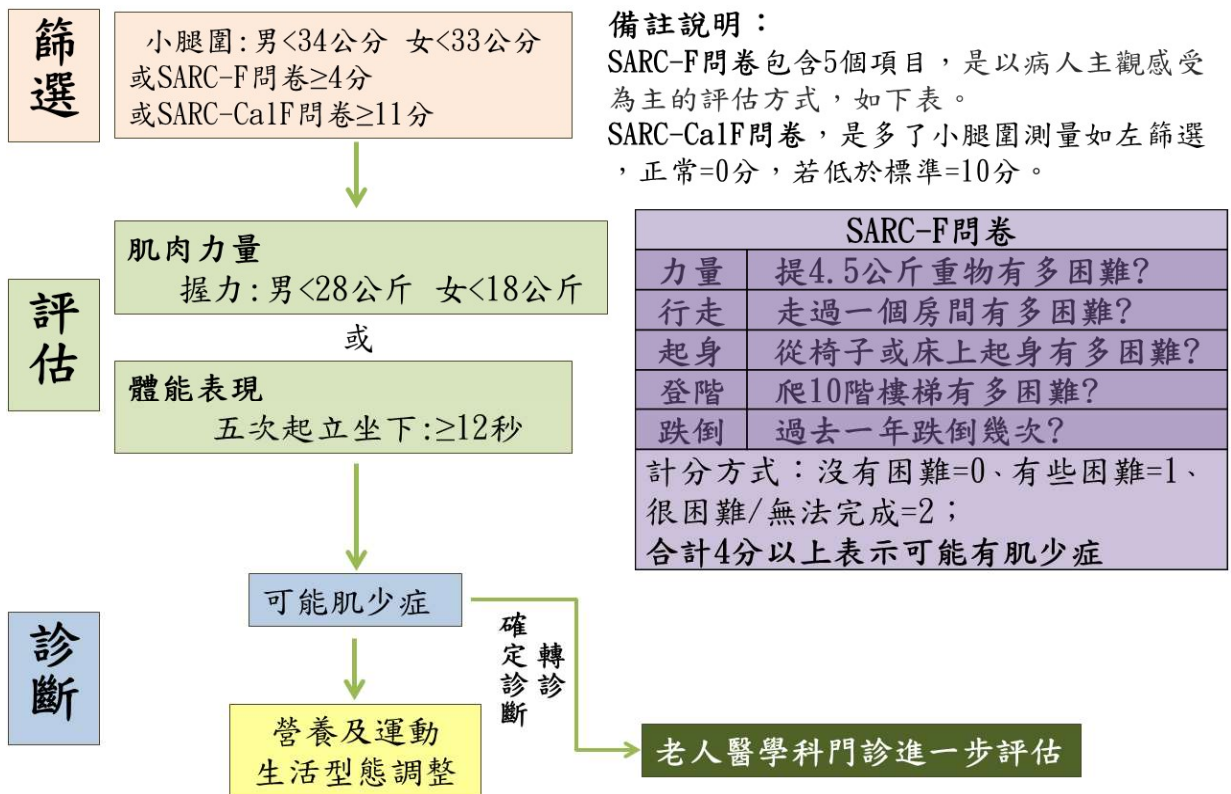 篩選
小腿圍:男<34公分 女<33公分
或SARC-F問卷≥4分
或SARC-CalF問卷≥11分
備註說明：
SARC-F問卷包含5個項目，是以病人主觀感受
為主的評估方式，如下表。
SARC-CalF問卷，是多了小腿圍測量如左篩選
，正常=0分，若低於標準=10分。
評估
肌肉力量
握力:男<28公斤 女<18公斤
或
體能表現
五次起立坐下:≥12秒
SARC-F問卷
力量 提4.5公斤重物有多困難?
行走 走過一個房間有多困難?
起身 從椅子或床上起身有多困難?
登階 爬10階樓梯有多困難?
跌倒 過去一年跌倒幾次?
計分方式：沒有困難=0、有些困難=1、
很困難/無法完成=2；
合計4分以上表示可能有肌少症
診斷
可能肌少症
確定診斷
轉診
營養及運動
生活型態調整
老人醫學科門診進一步評估